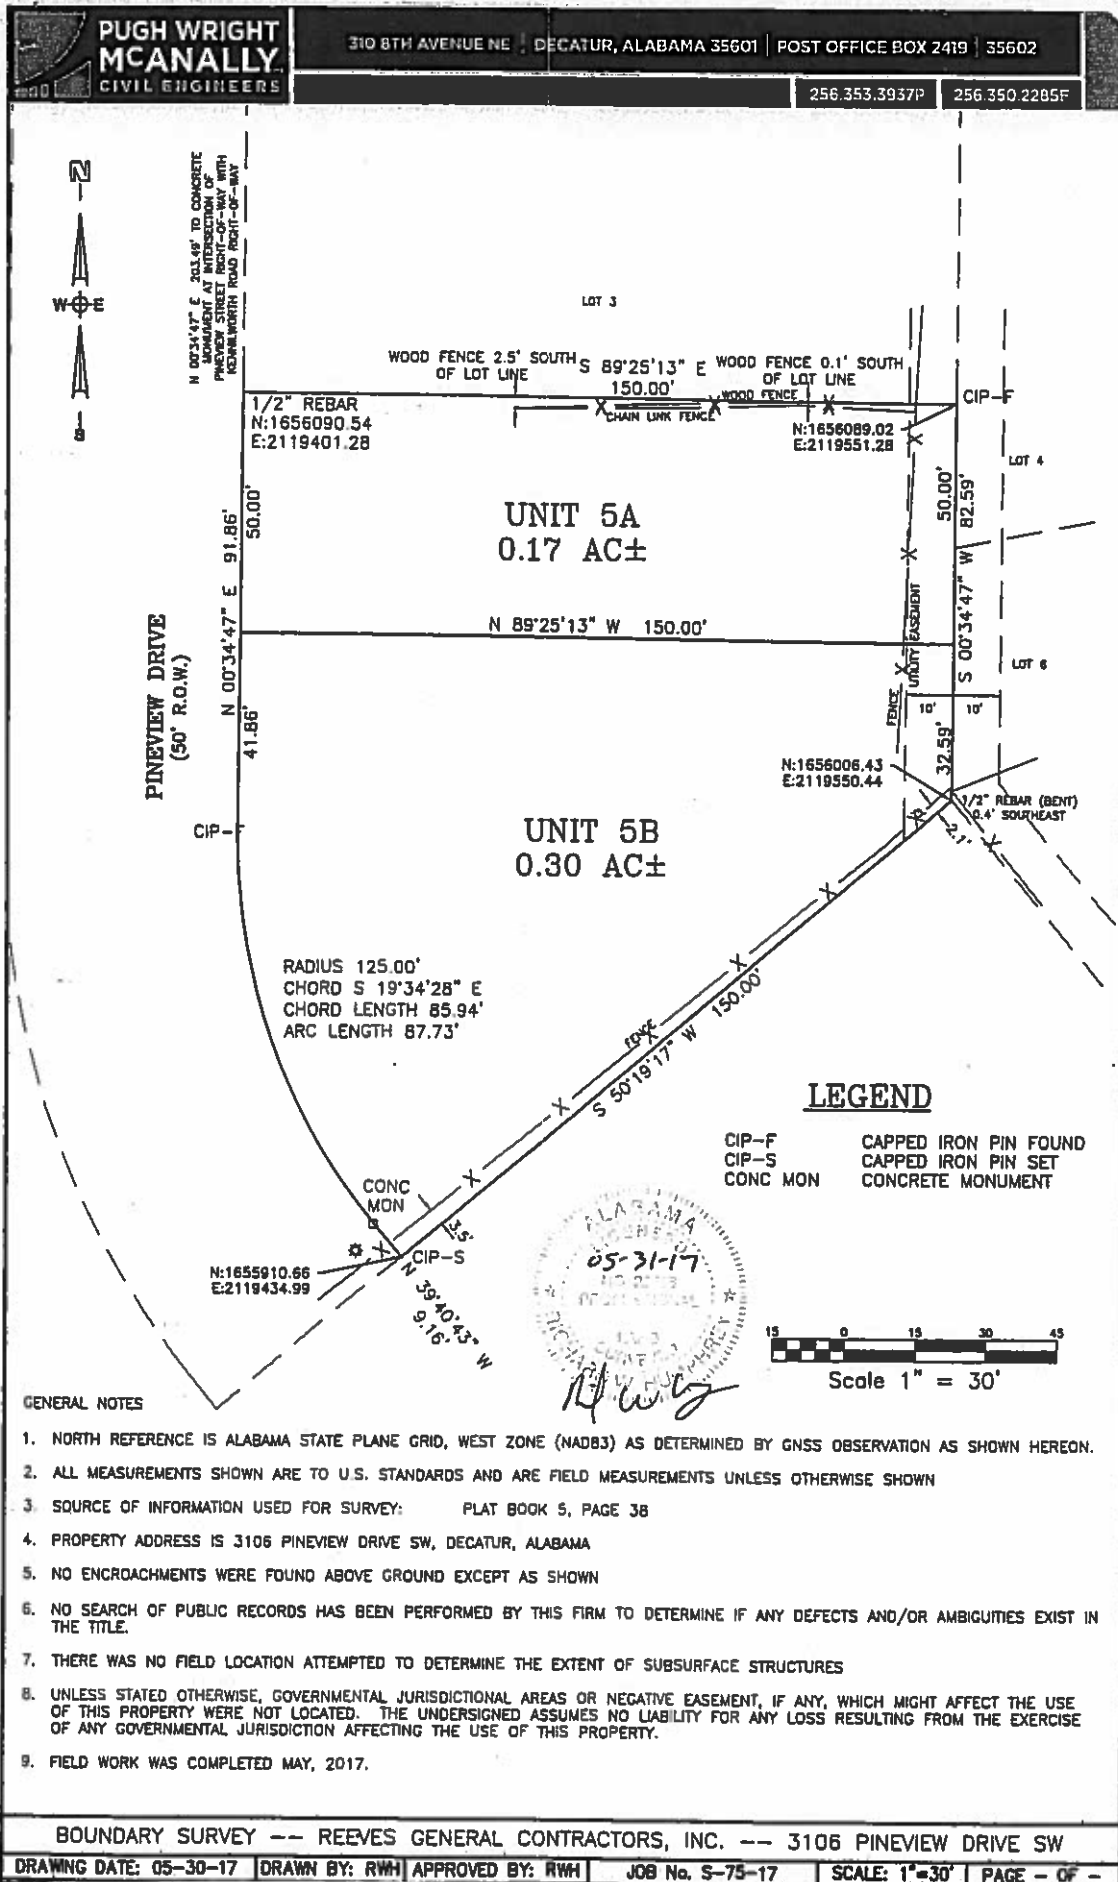 PUGH WRIGHT
MCANALLY
CIVIL ENGINEERS
310 8TH AVENUE NE | DECATUR, ALABAMA 35601 | POST OFFICE BOX 2419 | 35602
256.353.3937P | 256.350.2285F
N
W E
S
N 00°34'47" E 203.49' TO CONCRETE
MONUMENT AT INTERSECTION OF
PINEVIEW STREET RIGHT-OF-WAY WITH
KENNILWORTH ROAD RIGHT-OF-WAY
LOT 3
WOOD FENCE 2.5' SOUTH
OF LOT LINE
S 89°25'13" E
150.00'
WOOD FENCE 0.1' SOUTH
OF LOT LINE
WOOD FENCE
CHAIN LINK FENCE
CIP-F
1/2" REBAR
N:1656090.54
E:2119401.28
N:1656089.02
E:2119551.28
LOT 4
50.00'
82.59'
S 00°34'47" W
N 00°34'47" E 91.86'
50.00'
UNIT 5A
0.17 AC±
N 89°25'13" W 150.00'
UTILITY EASEMENT
FENCE
LOT 6
10' 10'
PINEVIEW DRIVE
(50' R.O.W.)
41.86'
32.59'
N:1656006.43
E:2119550.44
1/2" REBAR (BENT)
0.4' SOUTHEAST
2.1'
CIP-F
UNIT 5B
0.30 AC±
RADIUS 125.00'
CHORD S 19°34'28" E
CHORD LENGTH 85.94'
ARC LENGTH 87.73'
FENCE
S 50°19'17" W 150.00'
LEGEND
CIP-F CAPPED IRON PIN FOUND
CIP-S CAPPED IRON PIN SET
CONC MON CONCRETE MONUMENT
CONC
MON
3.5'
CIP-S
N:1655910.66
E:2119434.99
N 39°40'43" W
9.16'
ALABAMA
05-31-17
PROFESSIONAL
RICHARD W HUMPHREY
15 0 15 30 45
Scale 1" = 30'
GENERAL NOTES
1. NORTH REFERENCE IS ALABAMA STATE PLANE GRID, WEST ZONE (NAD83) AS DETERMINED BY GNSS OBSERVATION AS SHOWN HEREON.
2. ALL MEASUREMENTS SHOWN ARE TO U.S. STANDARDS AND ARE FIELD MEASUREMENTS UNLESS OTHERWISE SHOWN
3. SOURCE OF INFORMATION USED FOR SURVEY: PLAT BOOK 5, PAGE 38
4. PROPERTY ADDRESS IS 3106 PINEVIEW DRIVE SW, DECATUR, ALABAMA
5. NO ENCROACHMENTS WERE FOUND ABOVE GROUND EXCEPT AS SHOWN
6. NO SEARCH OF PUBLIC RECORDS HAS BEEN PERFORMED BY THIS FIRM TO DETERMINE IF ANY DEFECTS AND/OR AMBIGUITIES EXIST IN
THE TITLE.
7. THERE WAS NO FIELD LOCATION ATTEMPTED TO DETERMINE THE EXTENT OF SUBSURFACE STRUCTURES
8. UNLESS STATED OTHERWISE, GOVERNMENTAL JURISDICTIONAL AREAS OR NEGATIVE EASEMENT, IF ANY, WHICH MIGHT AFFECT THE USE
OF THIS PROPERTY WERE NOT LOCATED. THE UNDERSIGNED ASSUMES NO LIABILITY FOR ANY LOSS RESULTING FROM THE EXERCISE
OF ANY GOVERNMENTAL JURISDICTION AFFECTING THE USE OF THIS PROPERTY.
9. FIELD WORK WAS COMPLETED MAY, 2017.
BOUNDARY SURVEY -- REEVES GENERAL CONTRACTORS, INC. -- 3106 PINEVIEW DRIVE SW
DRAWING DATE: 05-30-17 DRAWN BY: RWH APPROVED BY: RWH JOB No. S-75-17 SCALE: 1"=30' PAGE - OF -